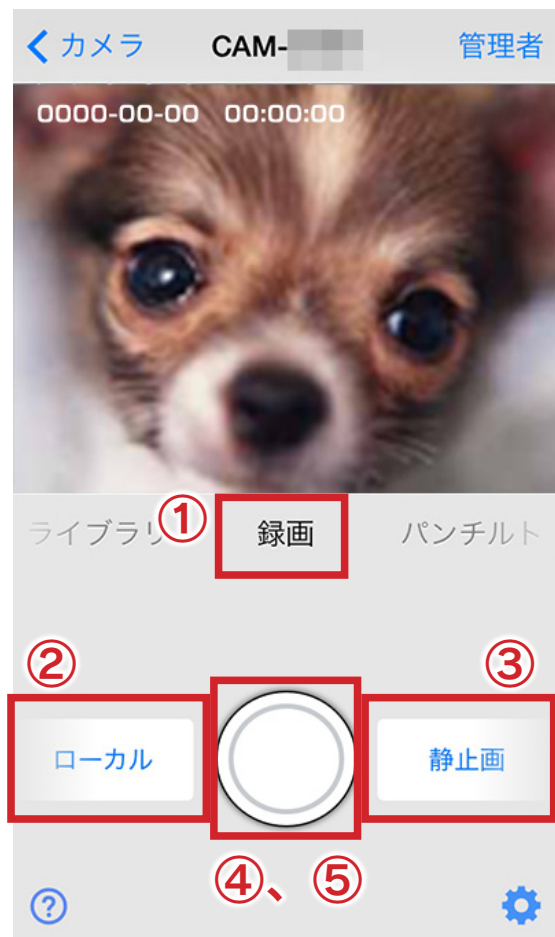 カメラ CAM- 管理者
0000-00-00 00:00:00
①
ライブラリ 録画 パンチルト
② ③
ローカル 静止画
④、⑤
?